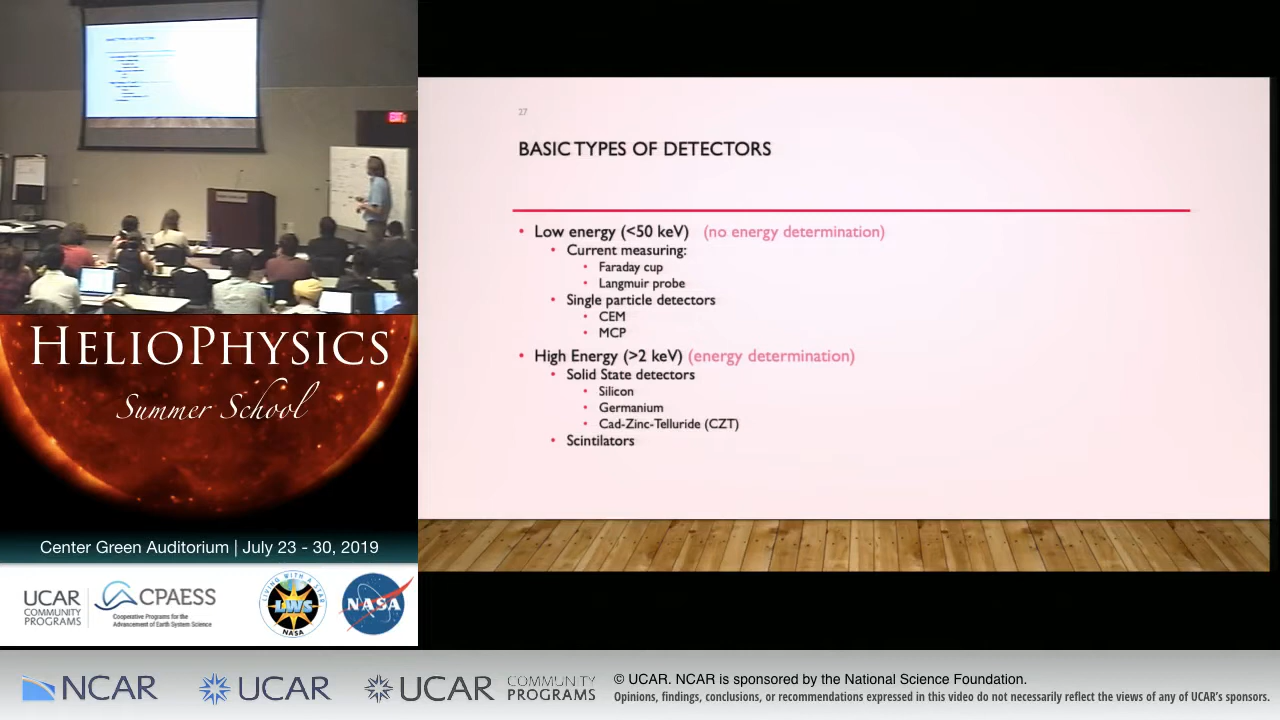 EXIT
HELIOPHYSICS
Summer School
Center Green Auditorium | July 23 - 30, 2019
UCAR
COMMUNITY
PROGRAMS
CPAESS
Cooperative Programs for the
Advancement of Earth System Science
LIVING WITH A STAR
LWS
NASA
NASA
27
BASIC TYPES OF DETECTORS
• Low energy (<50 keV) (no energy determination)
• Current measuring:
• Faraday cup
• Langmuir probe
• Single particle detectors
• CEM
• MCP
• High Energy (>2 keV) (energy determination)
• Solid State detectors
• Silicon
• Germanium
• Cad-Zinc-Telluride (CZT)
• Scintilators
NCAR
UCAR
UCAR
COMMUNITY
PROGRAMS
© UCAR. NCAR is sponsored by the National Science Foundation.
Opinions, findings, conclusions, or recommendations expressed in this video do not necessarily reflect the views of any of UCAR's sponsors.